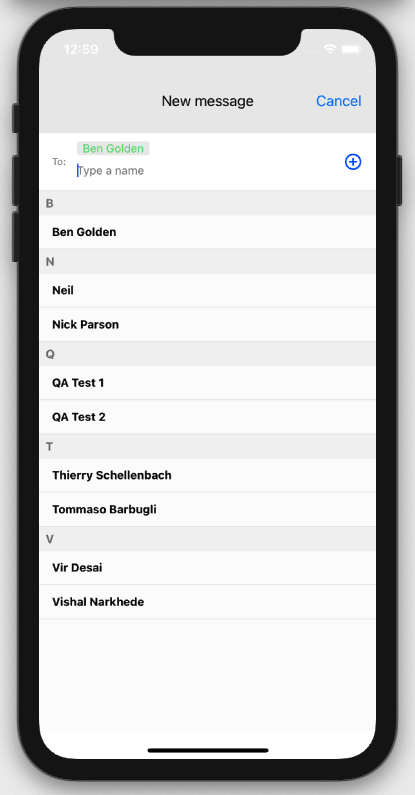 12:59
New message Cancel
Ben Golden
To:
Type a name
B
Ben Golden
N
Neil
Nick Parson
Q
QA Test 1
QA Test 2
T
Thierry Schellenbach
Tommaso Barbugli
V
Vir Desai
Vishal Narkhede